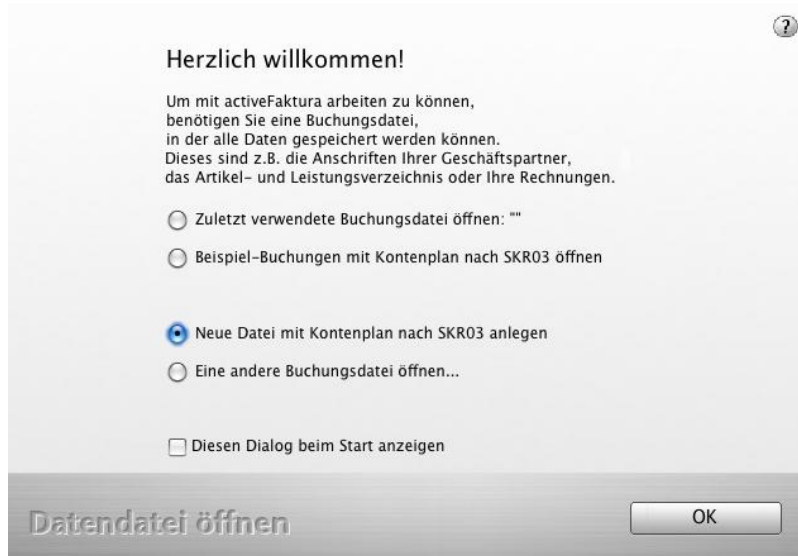 ?
Herzlich willkommen!
Um mit activeFaktura arbeiten zu können,
benötigen Sie eine Buchungsdatei,
in der alle Daten gespeichert werden können.
Dieses sind z.B. die Anschriften Ihrer Geschäftspartner,
das Artikel- und Leistungsverzeichnis oder Ihre Rechnungen.
Zuletzt verwendete Buchungsdatei öffnen: ""
Beispiel-Buchungen mit Kontenplan nach SKR03 öffnen
Neue Datei mit Kontenplan nach SKR03 anlegen
Eine andere Buchungsdatei öffnen...
Diesen Dialog beim Start anzeigen
Datendatei öffnen
OK